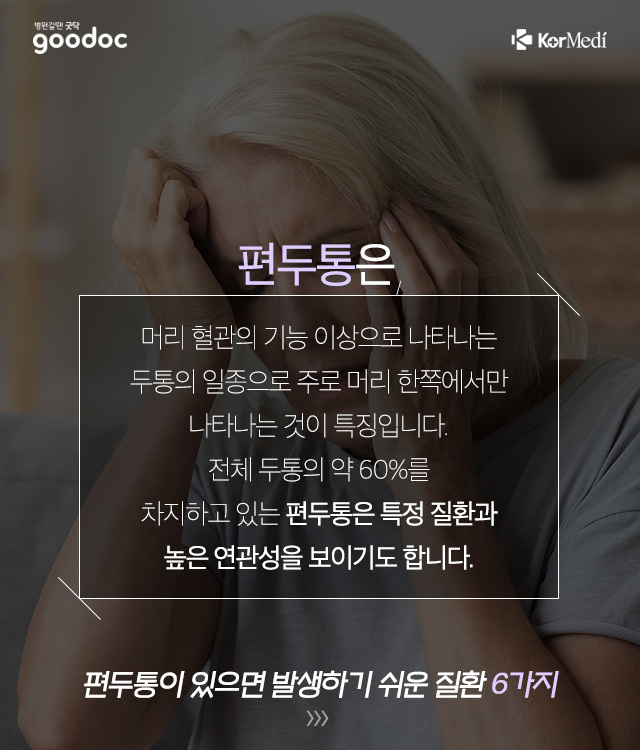 병원갈땐 굿닥
goodoc
KorMedi
편두통은
머리 혈관의 기능 이상으로 나타나는
두통의 일종으로 주로 머리 한쪽에서만
나타나는 것이 특징입니다.
전체 두통의 약 60%를
차지하고 있는 편두통은 특정 질환과
높은 연관성을 보이기도 합니다.
편두통이 있으면 발생하기 쉬운 질환 6가지